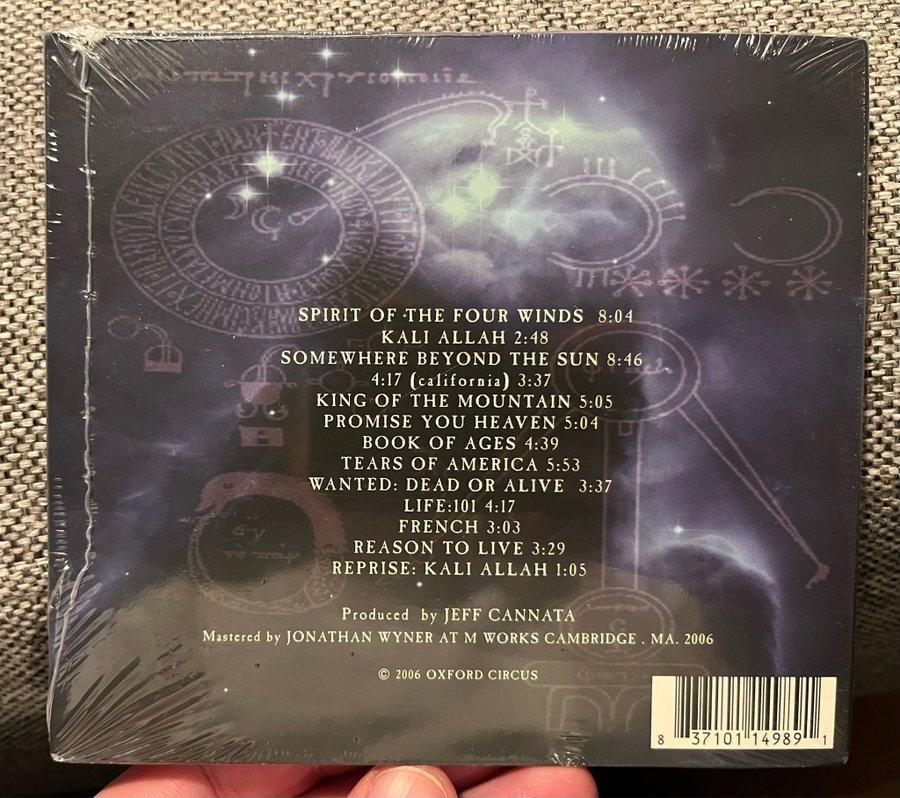 SPIRIT OF THE FOUR WINDS 8:04
KALI ALLAH 2:48
SOMEWHERE BEYOND THE SUN 8:46
4:17 (california) 3:37
KING OF THE MOUNTAIN 5:05
PROMISE YOU HEAVEN 5:04
BOOK OF AGES 4:39
TEARS OF AMERICA 5:53
WANTED: DEAD OR ALIVE 3:37
LIFE:101 4:17
FRENCH 3:03
REASON TO LIVE 3:29
REPRISE: KALI ALLAH 1:05
Produced by JEFF CANNATA
Mastered by JONATHAN WYNER AT M WORKS CAMBRIDGE . MA. 2006
© 2006 OXFORD CIRCUS
8 37101 14989 1